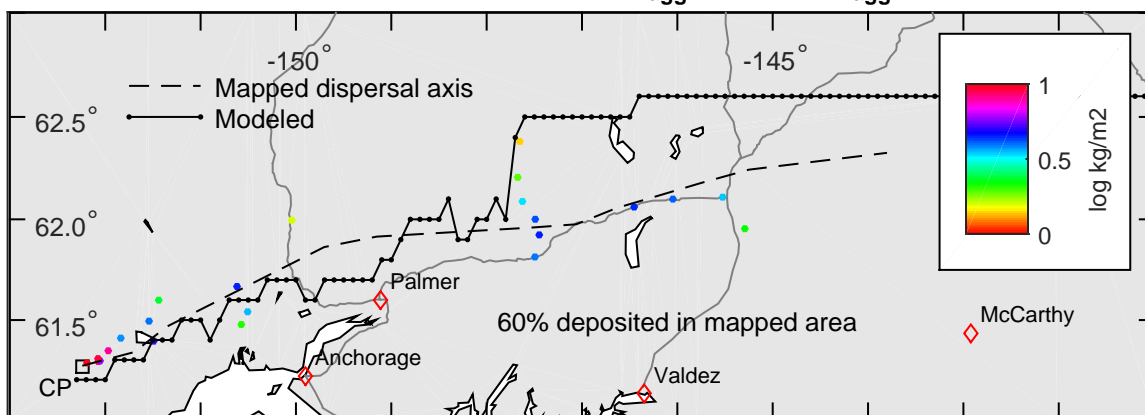 -150°
-145°
Mapped dispersal axis
Modeled
62.5°
62.0°
61.5°
1
0.5
0
log kg/m2
Palmer
McCarthy
60% deposited in mapped area
Anchorage
Valdez
CP